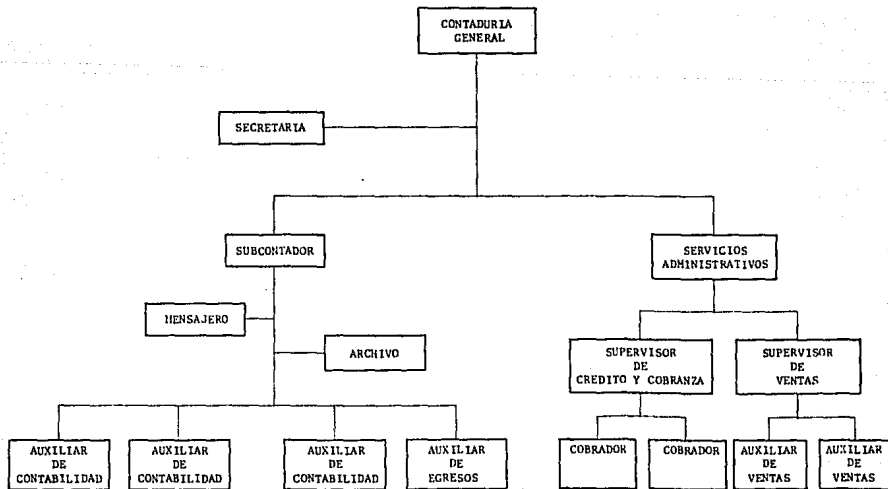 CONTADURIA
GENERAL
SECRETARIA
SUBCONTADOR
SERVICIOS
ADMINISTRATIVOS
MENSAJERO
ARCHIVO
SUPERVISOR
DE
CREDITO Y COBRANZA
SUPERVISOR
DE
VENTAS
AUXILIAR
DE
CONTABILIDAD
AUXILIAR
DE
CONTABILIDAD
AUXILIAR
DE
CONTABILIDAD
AUXILIAR
DE
EGRESOS
COBRADOR
COBRADOR
AUXILIAR
DE
VENTAS
AUXILIAR
DE
VENTAS